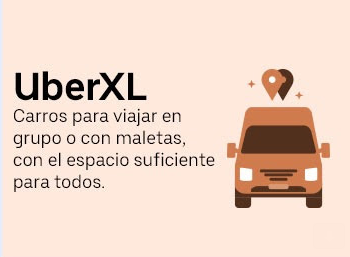 UberXL
Carros para viajar en
grupo o con maletas,
con el espacio suficiente
para todos.